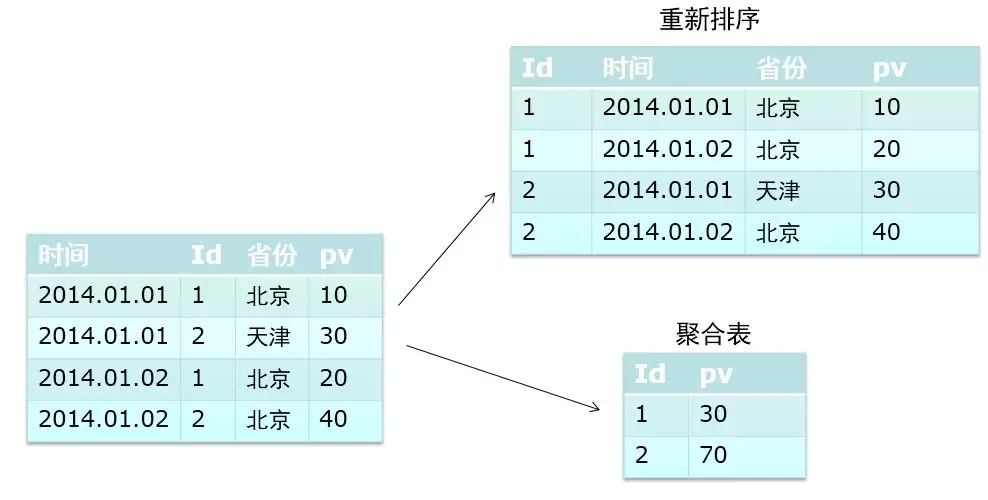 重新排序
Id 时间 省份 pv
1 2014.01.01 北京 10
1 2014.01.02 北京 20
2 2014.01.01 天津 30
2 2014.01.02 北京 40
时间 Id 省份 pv
2014.01.01 1 北京 10
2014.01.01 2 天津 30
2014.01.02 1 北京 20
2014.01.02 2 北京 40
聚合表
Id pv
1 30
2 70